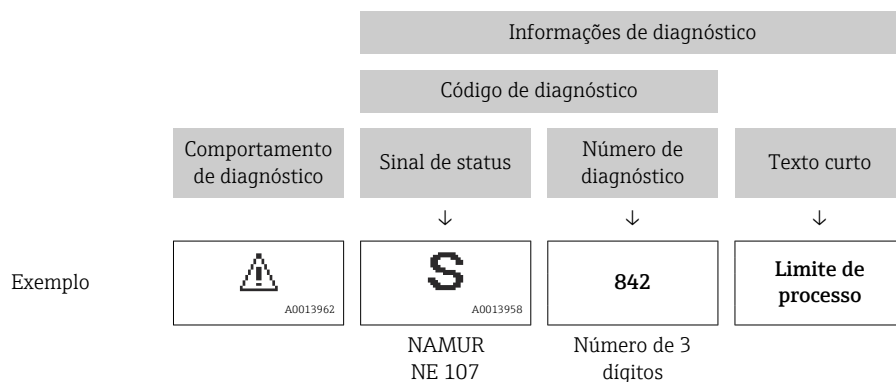 Informações de diagnóstico
Código de diagnóstico
Comportamento
de diagnóstico
Sinal de status
Número de
diagnóstico
Texto curto
↓
↓
↓
Exemplo
A0013962
S
A0013958
842
Limite de
processo
NAMUR
NE 107
Número de 3
dígitos